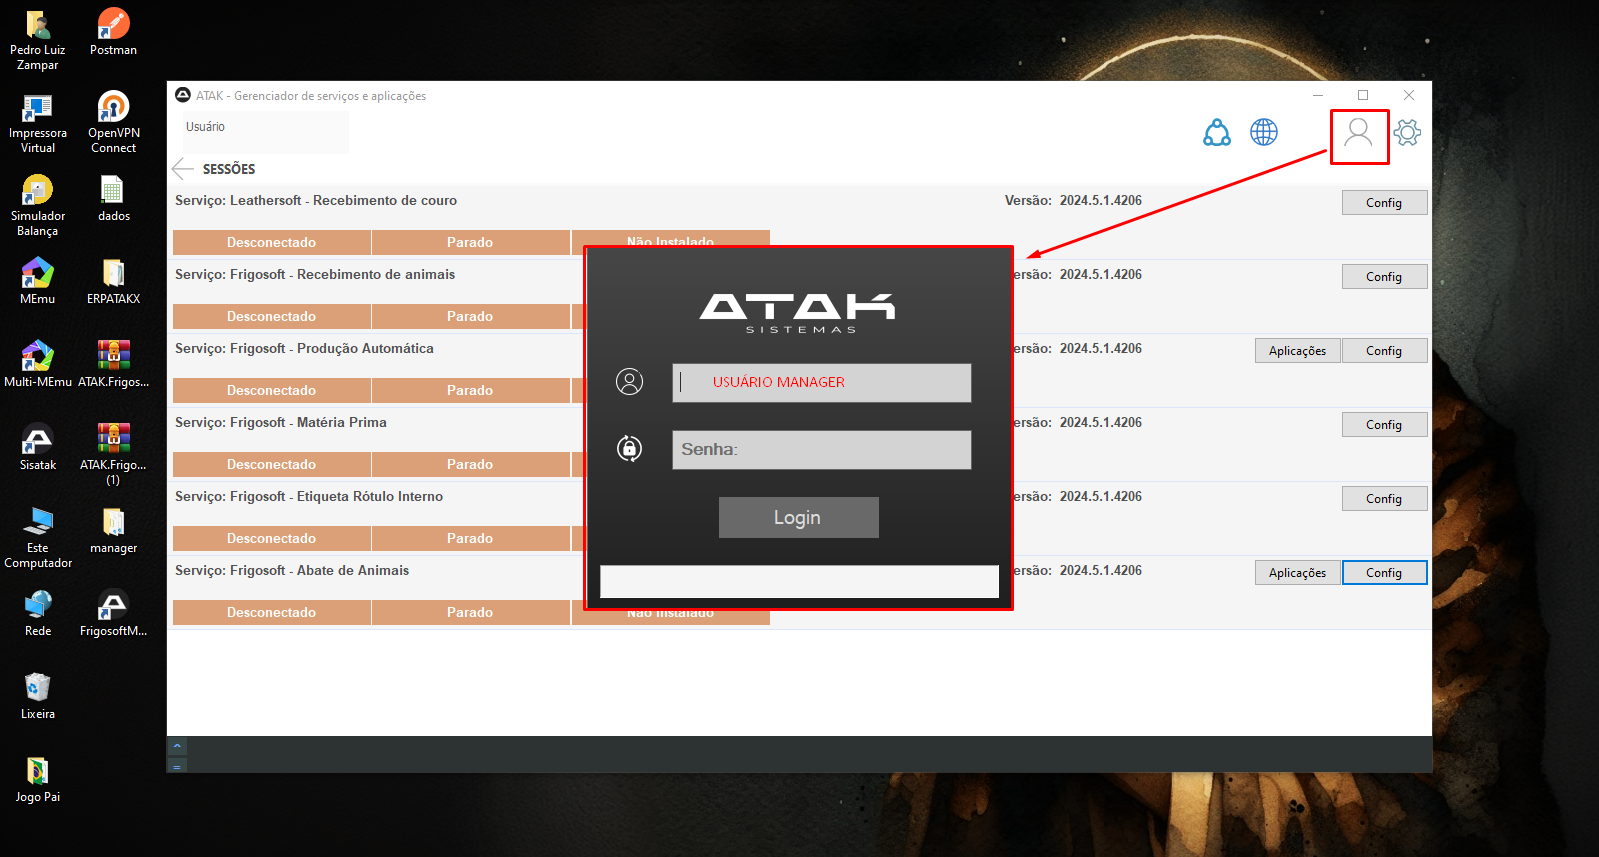 Pedro Luiz
Zampar
Postman
Impressora
Virtual
OpenVPN
Connect
Simulador
Balança
dados
MEmu
ERPATAKX
Multi-MEmu
ATAK.Frigos...
Sisatak
ATAK.Frigo...
(1)
Este
Computador
manager
Rede
FrigosoftM...
Lixeira
Jogo Pai
ATAK - Gerenciador de serviços e aplicações
Usuário
SESSÕES
Serviço: Leathersoft - Recebimento de couro
Versão: 2024.5.1.4206
Config
Desconectado
Parado
Não Instalado
Serviço: Frigosoft - Recebimento de animais
ersão: 2024.5.1.4206
Config
Desconectado
Parado
Serviço: Frigosoft - Produção Automática
ersão: 2024.5.1.4206
Aplicações
Config
Desconectado
Parado
Serviço: Frigosoft - Matéria Prima
ersão: 2024.5.1.4206
Config
Desconectado
Parado
Serviço: Frigosoft - Etiqueta Rótulo Interno
ersão: 2024.5.1.4206
Config
Desconectado
Parado
Serviço: Frigosoft - Abate de Animais
ersão: 2024.5.1.4206
Aplicações
Config
Desconectado
Parado
Não Instalado
ATAK
SISTEMAS
USUÁRIO MANAGER
Senha:
Login